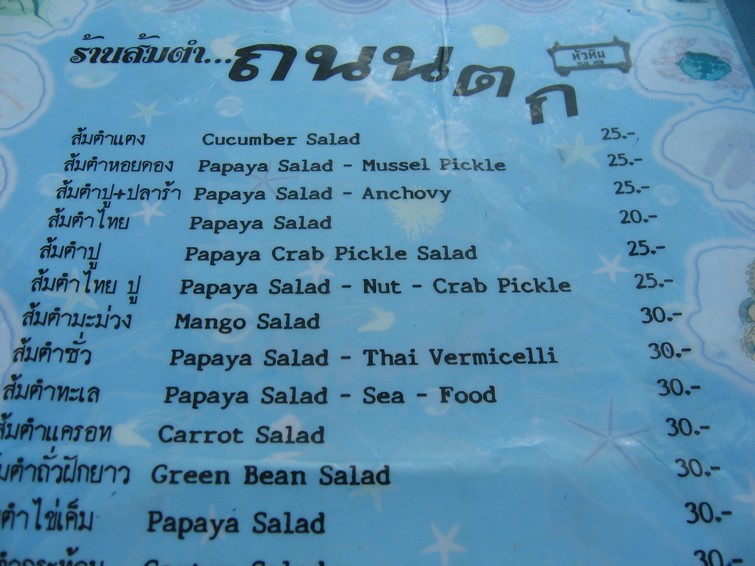 ร้านส้มตำ...ถนนตก
หัวหิน
HUA HIN
ส้มตำแตง Cucumber Salad 25.-
ส้มตำหอยดอง Papaya Salad - Mussel Pickle 25.-
ส้มตำปู+ปลาร้า Papaya Salad - Anchovy 25.-
ส้มตำไทย Papaya Salad 20.-
ส้มตำปู Papaya Crab Pickle Salad 25.-
ส้มตำไทย ปู Papaya Salad - Nut - Crab Pickle 25.-
ส้มตำมะม่วง Mango Salad 30.-
ส้มตำซั่ว Papaya Salad - Thai Vermicelli 30.-
ส้มตำทะเล Papaya Salad - Sea - Food 30.-
ส้มตำแครอท Carrot Salad 30.-
ส้มตำถั่วฝักยาว Green Bean Salad 30.-
ตำไข่เค็ม Papaya Salad 30.-
Salad 30.-